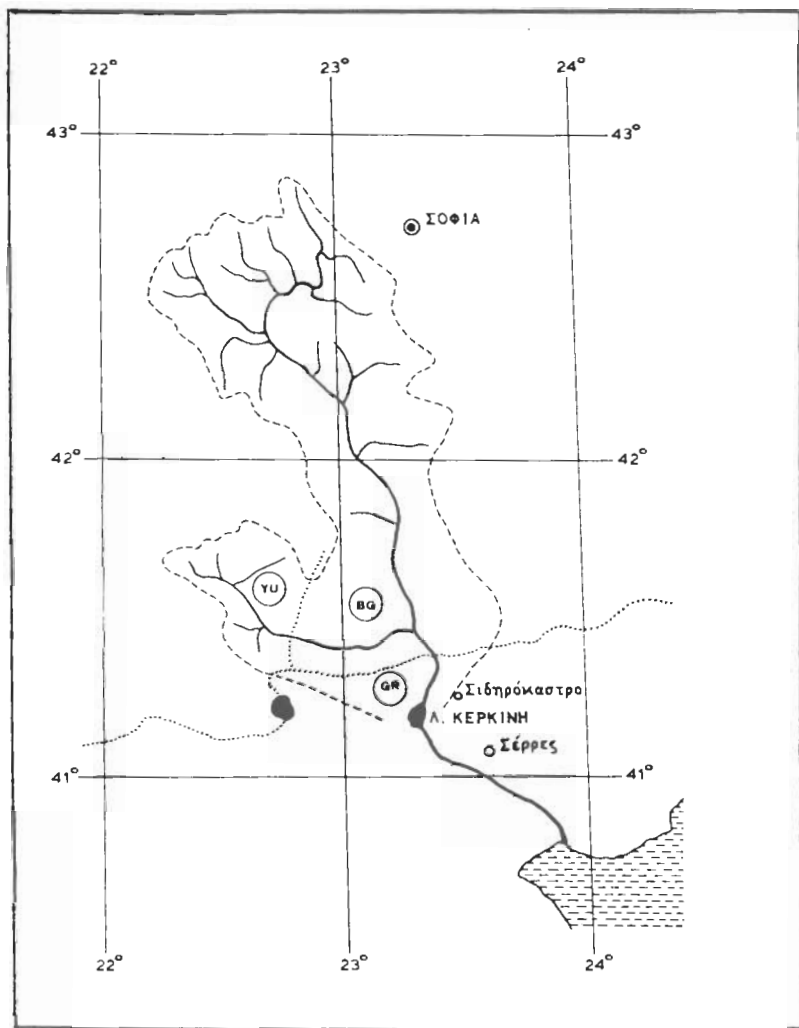 22° 23° 24°
43° 43°
ΣΟΦΙΑ
42° 42°
YU
BG
GR
Σιδηρόκαστρο
Λ. ΚΕΡΚΙΝΗ
Σέρρες
41° 41°
22° 23° 24°